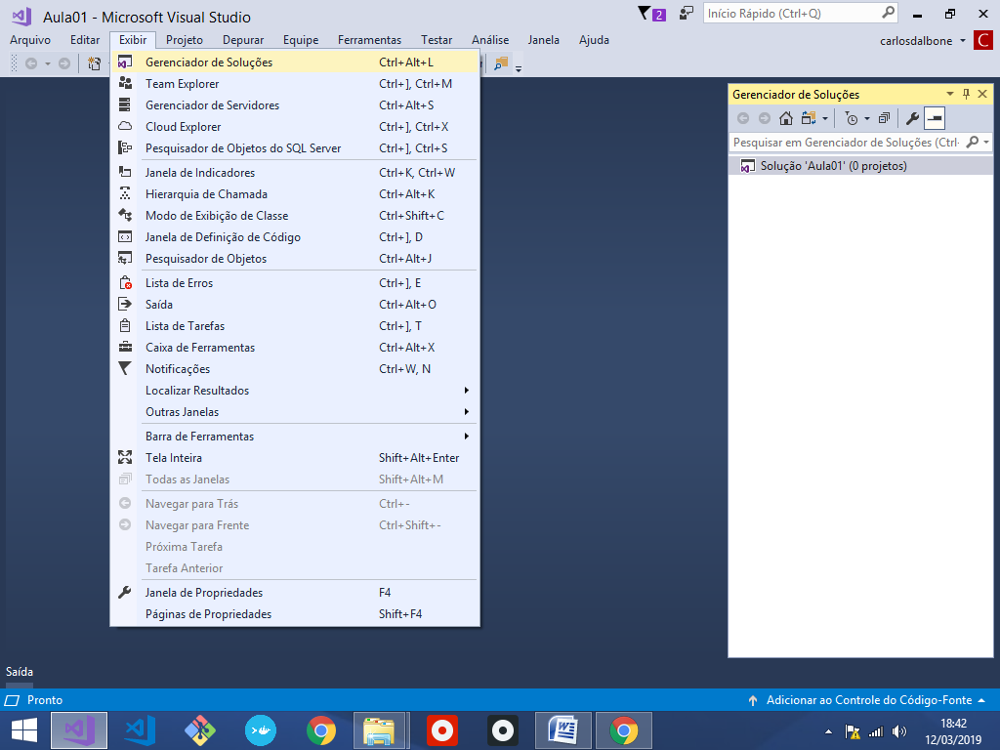 Aula01 - Microsoft Visual Studio
2
Início Rápido (Ctrl+Q)
Arquivo Editar Exibir Projeto Depurar Equipe Ferramentas Testar Análise Janela Ajuda
carlosdalbone
C
Gerenciador de Soluções Ctrl+Alt+L
Team Explorer Ctrl+], Ctrl+M
Gerenciador de Servidores Ctrl+Alt+S
Cloud Explorer Ctrl+], Ctrl+X
Pesquisador de Objetos do SQL Server Ctrl+], Ctrl+S
Janela de Indicadores Ctrl+K, Ctrl+W
Hierarquia de Chamada Ctrl+Alt+K
Modo de Exibição de Classe Ctrl+Shift+C
Janela de Definição de Código Ctrl+], D
Pesquisador de Objetos Ctrl+Alt+J
Lista de Erros Ctrl+], E
Saída Ctrl+Alt+O
Lista de Tarefas Ctrl+], T
Caixa de Ferramentas Ctrl+Alt+X
Notificações Ctrl+W, N
Localizar Resultados
Outras Janelas
Barra de Ferramentas
Tela Inteira Shift+Alt+Enter
Todas as Janelas Shift+Alt+M
Navegar para Trás Ctrl+-
Navegar para Frente Ctrl+Shift+-
Próxima Tarefa
Tarefa Anterior
Janela de Propriedades F4
Páginas de Propriedades Shift+F4
Gerenciador de Soluções
Pesquisar em Gerenciador de Soluções (Ctrl-
Solução 'Aula01' (0 projetos)
Saída
Pronto
Adicionar ao Controle do Código-Fonte
18:42
12/03/2019